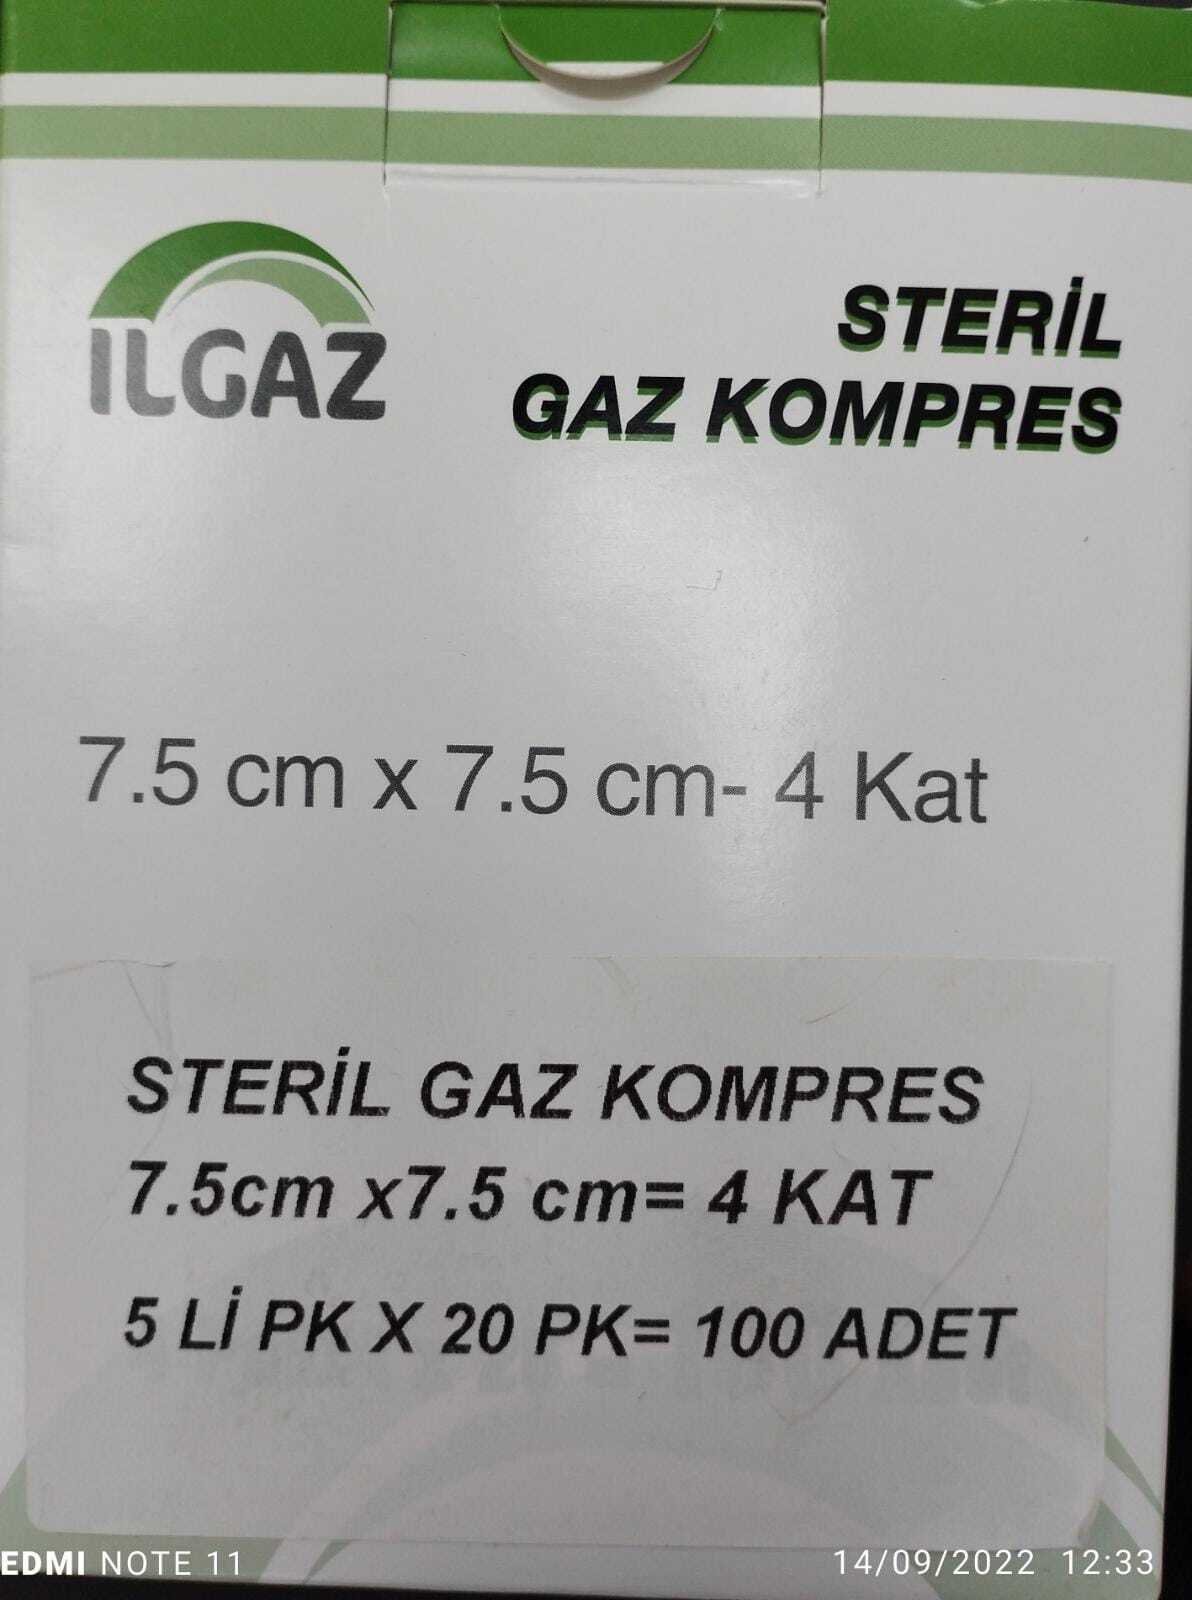 ILGAZ
STERİL
GAZ KOMPRES
7.5 cm x 7.5 cm- 4 Kat
STERİL GAZ KOMPRES
7.5cm x7.5 cm= 4 KAT
5 Lİ PK X 20 PK= 100 ADET
EDMI NOTE 11
14/09/2022 12:33